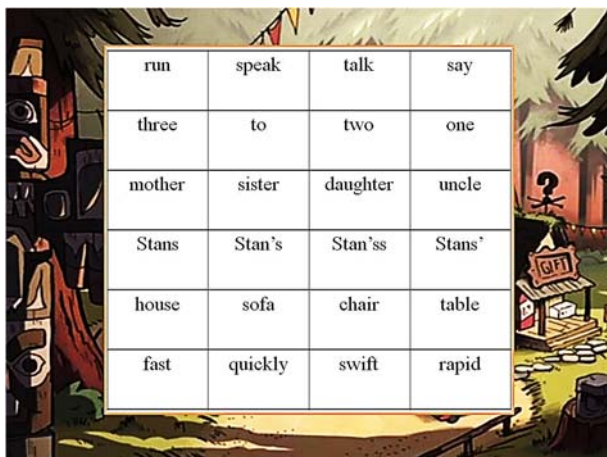 run speak talk say
three to two one
mother sister daughter uncle
Stans Stan’s Stan’ss Stans’
house sofa chair table
fast quickly swift rapid
?
GIFT